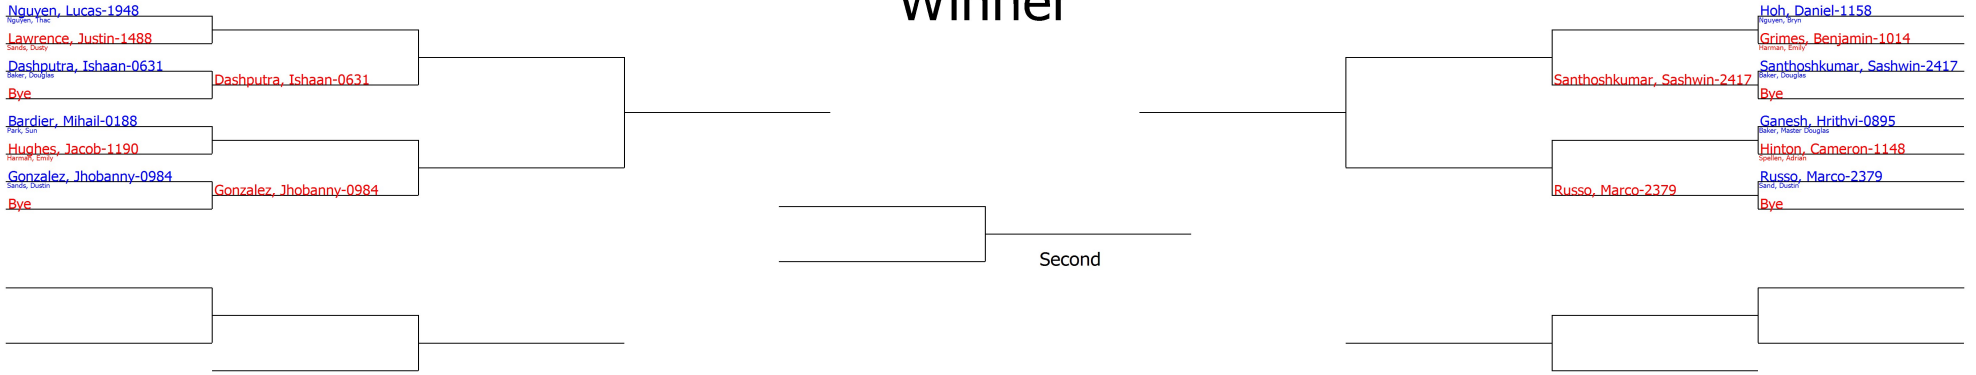 Winner
Nguyen, Lucas-1948
Nguyen, Thac
Lawrence, Justin-1488
Sands, Dusty
Dashputra, Ishaan-0631
Baker, Douglas
Dashputra, Ishaan-0631
Bye
Bardier, Mihail-0188
Park, Sun
Hughes, Jacob-1190
Harman, Emily
Gonzalez, Jhobanny-0984
Sands, Dustin
Gonzalez, Jhobanny-0984
Bye
Second
Hoh, Daniel-1158
Nguyen, Bryn
Grimes, Benjamin-1014
Harman, Emily
Santhoshkumar, Sashwin-2417
Baker, Douglas
Santhoshkumar, Sashwin-2417
Bye
Ganesh, Hrithvi-0895
Baker, Master Douglas
Hinton, Cameron-1148
Spellen, Adrian
Russo, Marco-2379
Sand, Dustin
Russo, Marco-2379
Bye